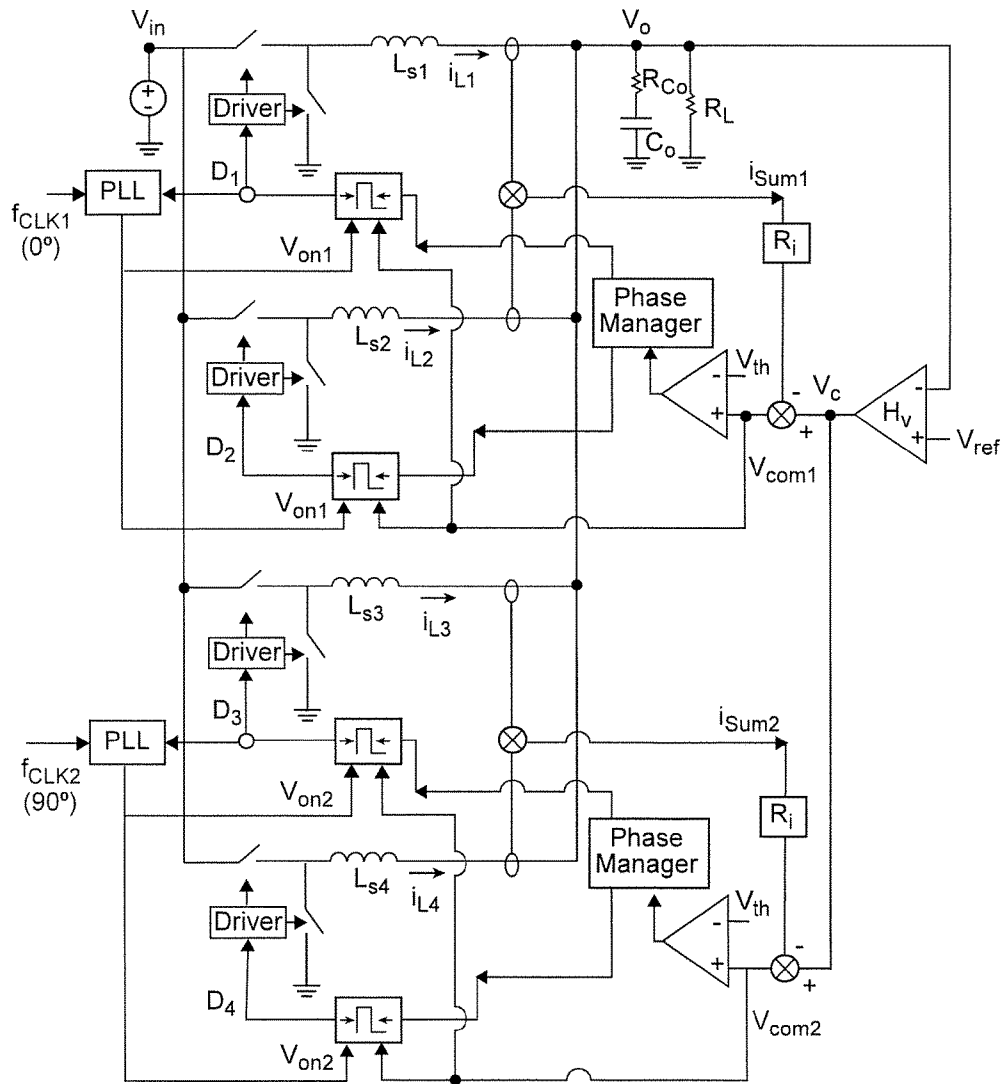 V_in
V_o
L_s1
i_L1
R_Co
R_L
C_o
Driver
D_1
PLL
f_CLK1
(0º)
V_on1
i_Sum1
R_i
Phase
Manager
L_s2
i_L2
V_th
Driver
V_c
H_v
V_ref
D_2
V_on1
V_com1
L_s3
i_L3
Driver
D_3
PLL
f_CLK2
(90º)
V_on2
i_Sum2
R_i
Phase
Manager
L_s4
i_L4
V_th
Driver
D_4
V_on2
V_com2
+
-
-
+
-
+
-
+
-
+
-
+